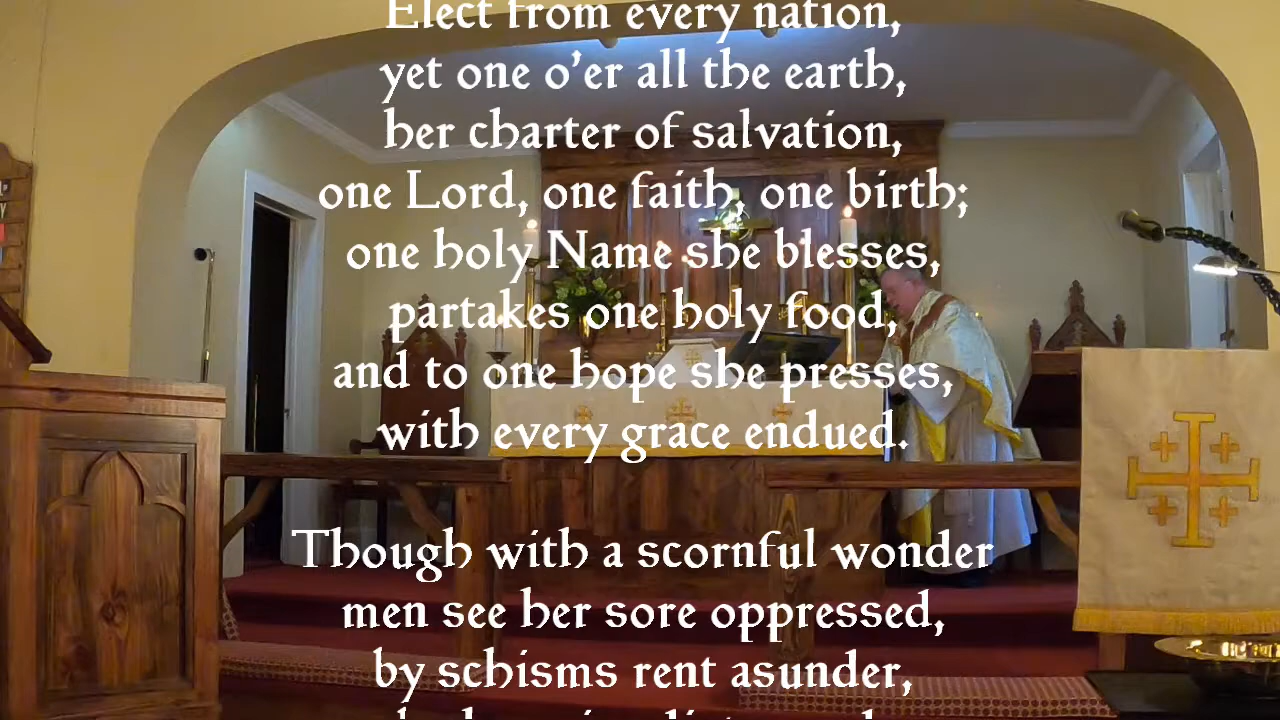 Elect from every nation,
yet one o'er all the earth,
her charter of salvation,
one Lord, one faith, one birth;
one holy Name she blesses,
partakes one holy food,
and to one hope she presses,
with every grace endued.
Though with a scornful wonder
men see her sore oppressed,
by schisms rent asunder,